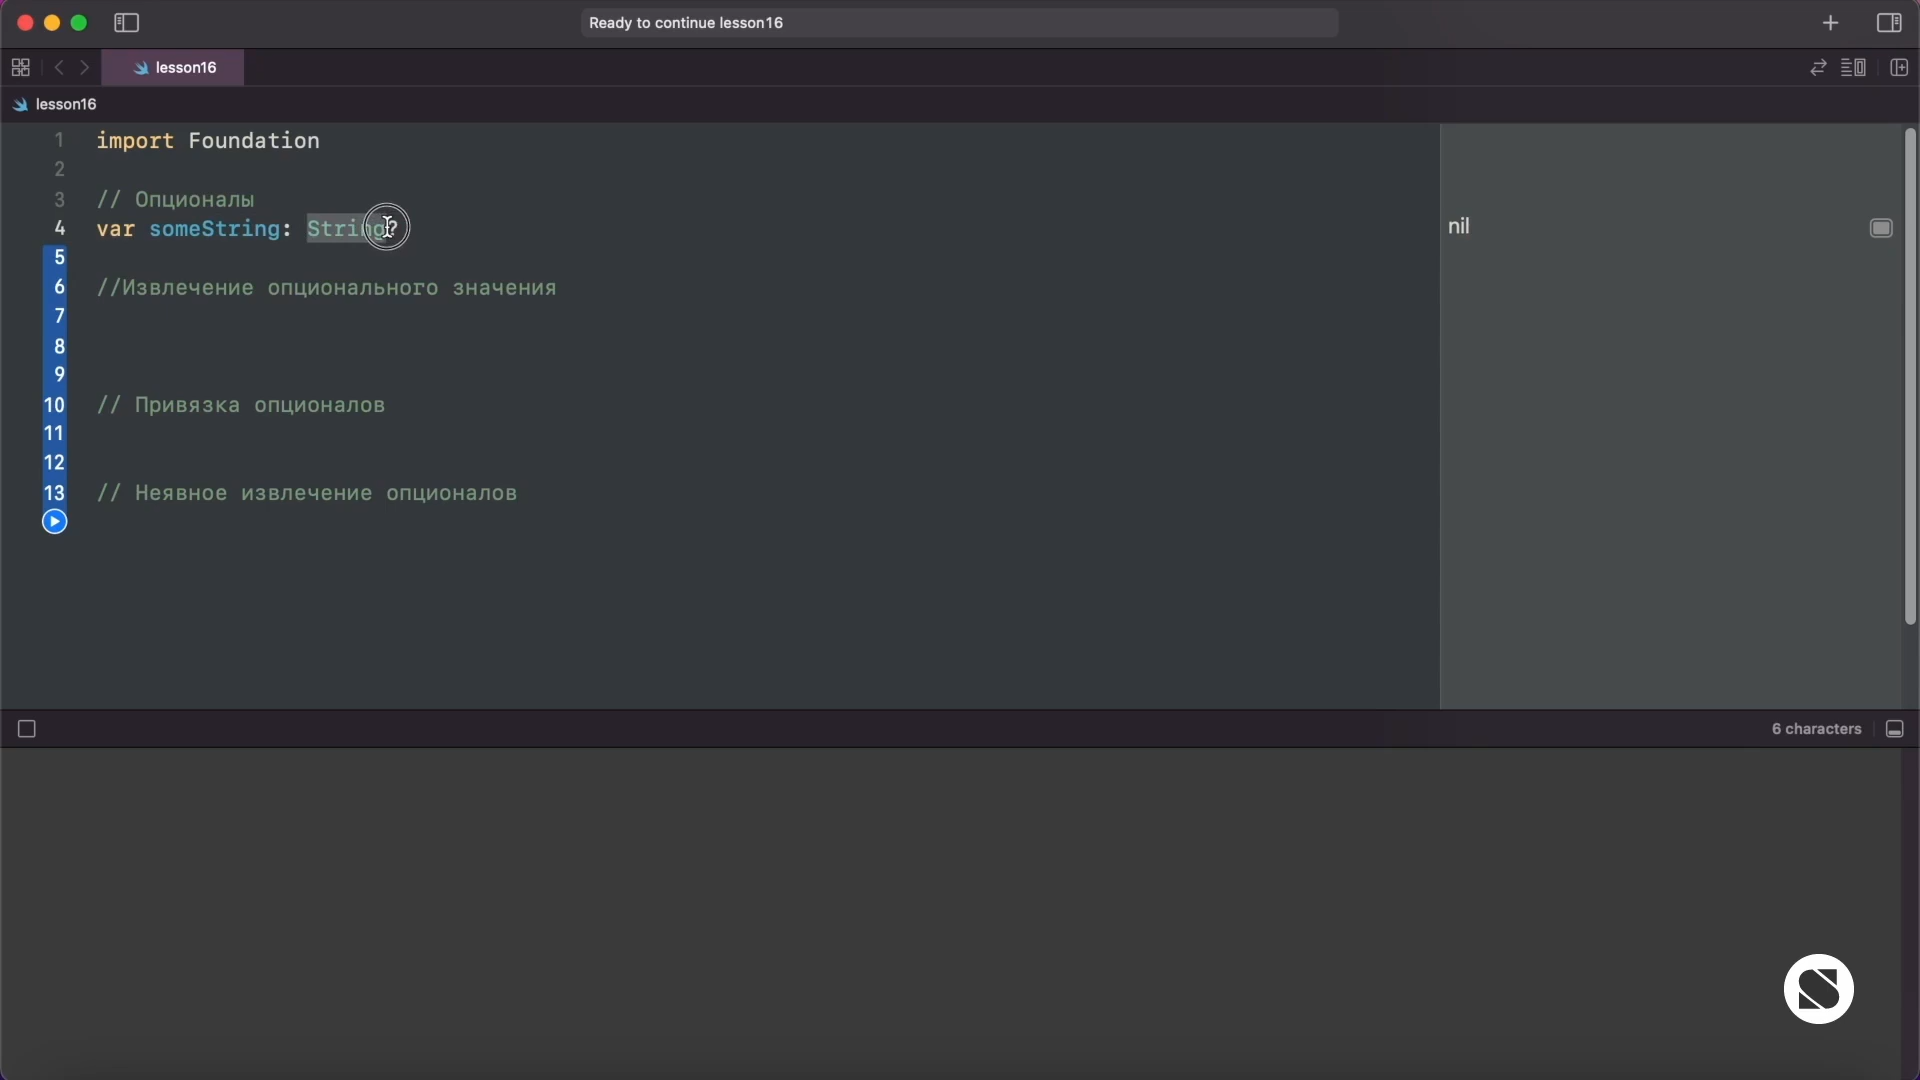 Ready to continue lesson16
lesson16
lesson16
1 import Foundation
2
3 // Опционалы
4 var someString: String?
nil
5
6 //Извлечение опционального значения
7
8
9
10 // Привязка опционалов
11
12
13 // Неявное извлечение опционалов
6 characters